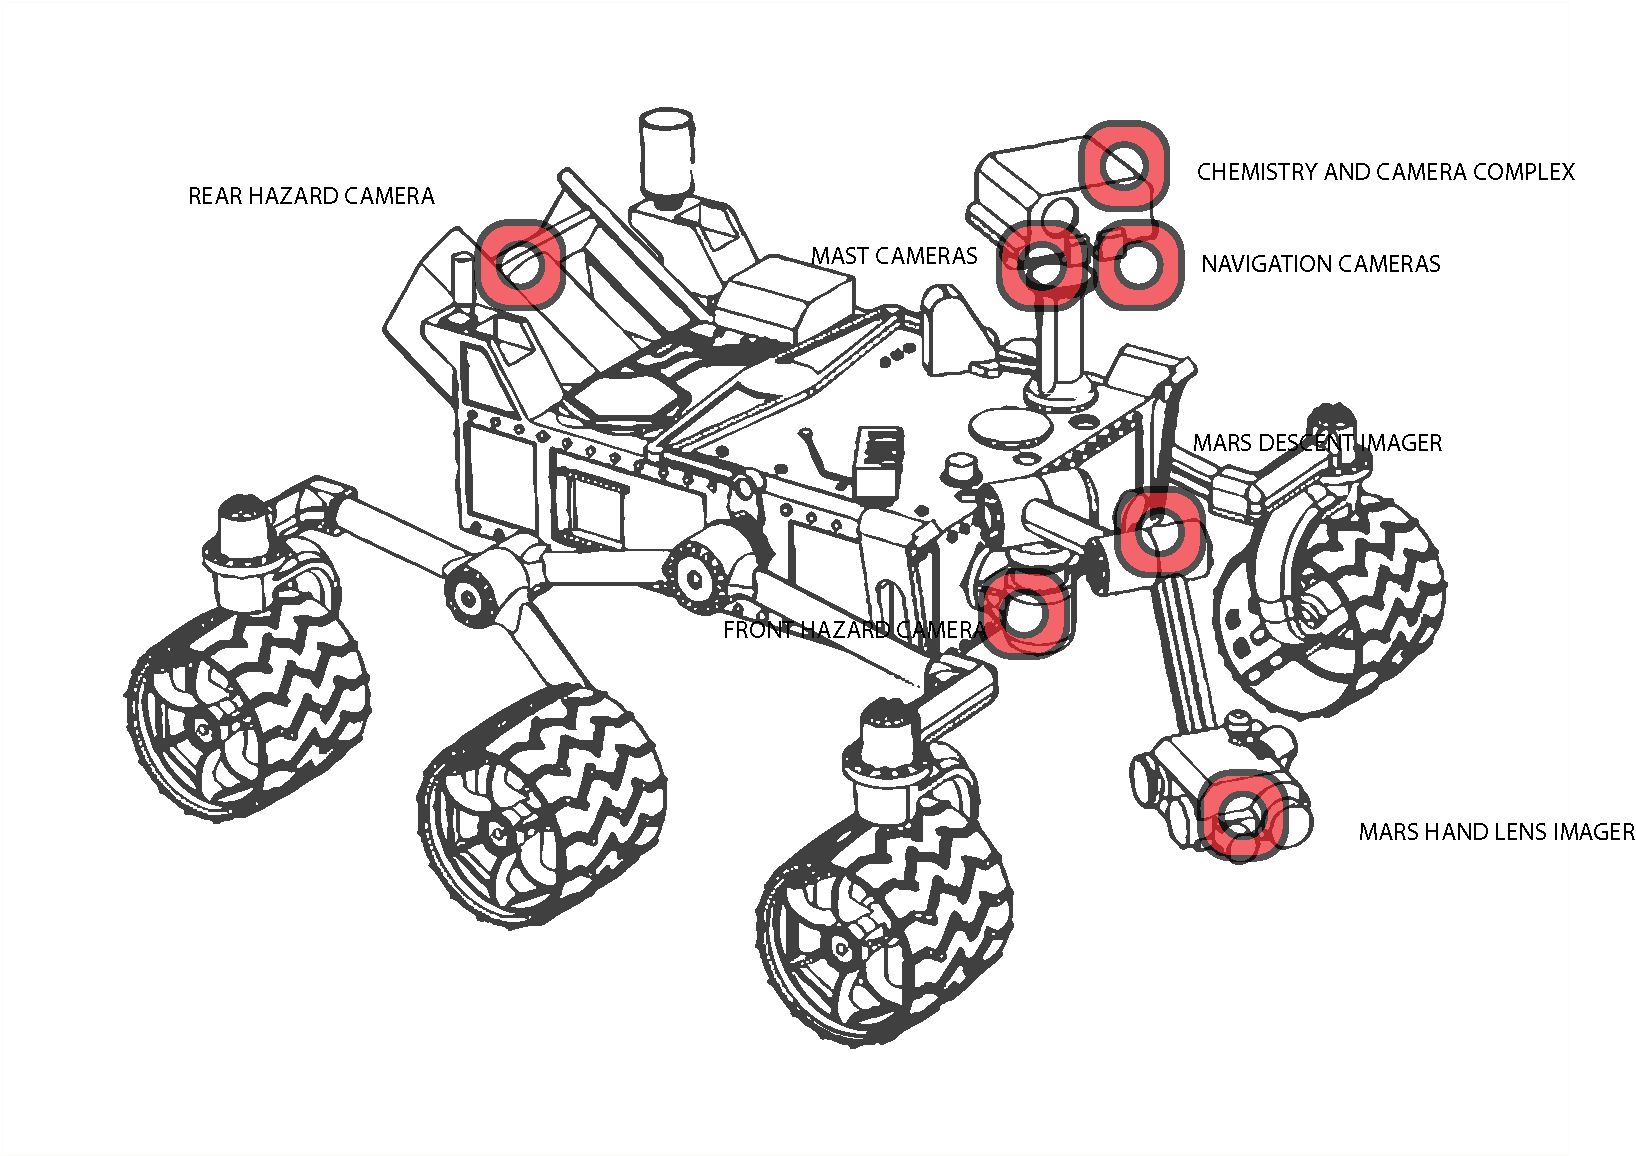 CHEMISTRY AND CAMERA COMPLEX
REAR HAZARD CAMERA
MAST CAMERAS
NAVIGATION CAMERAS
MARS DESCENT IMAGER
FRONT HAZARD CAMERA
MARS HAND LENS IMAGER